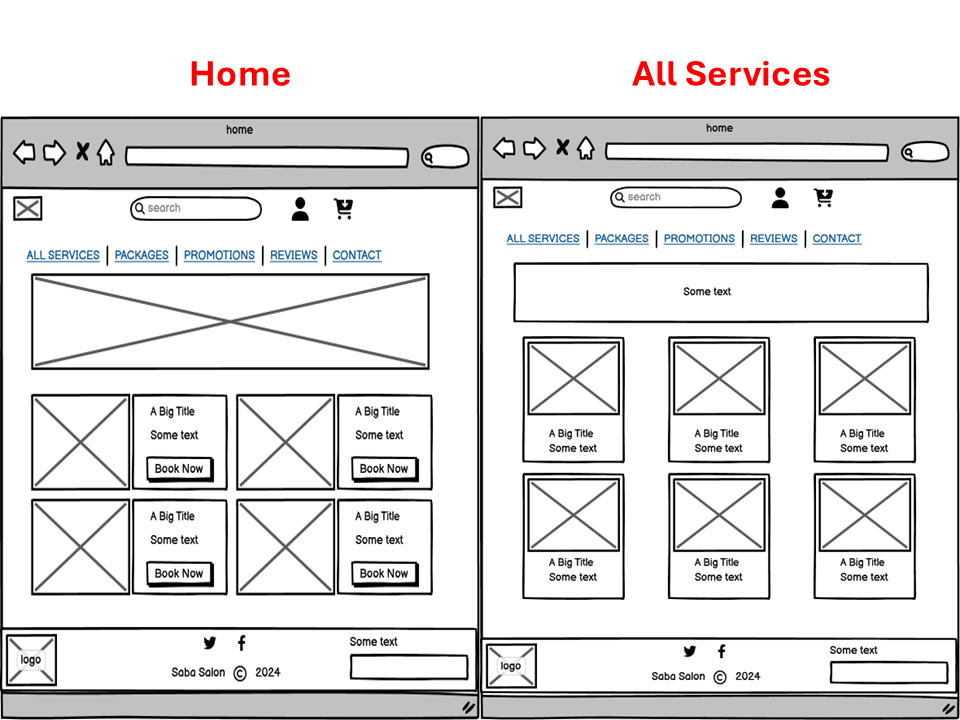 Home
home
search
ALL SERVICES PACKAGES PROMOTIONS REVIEWS CONTACT
A Big Title
Some text
Book Now
A Big Title
Some text
Book Now
A Big Title
Some text
Book Now
A Big Title
Some text
Book Now
logo
Saba Salon © 2024
Some text
All Services
home
search
ALL SERVICES PACKAGES PROMOTIONS REVIEWS CONTACT
Some text
A Big Title
Some text
A Big Title
Some text
A Big Title
Some text
A Big Title
Some text
A Big Title
Some text
A Big Title
Some text
logo
Saba Salon © 2024
Some text